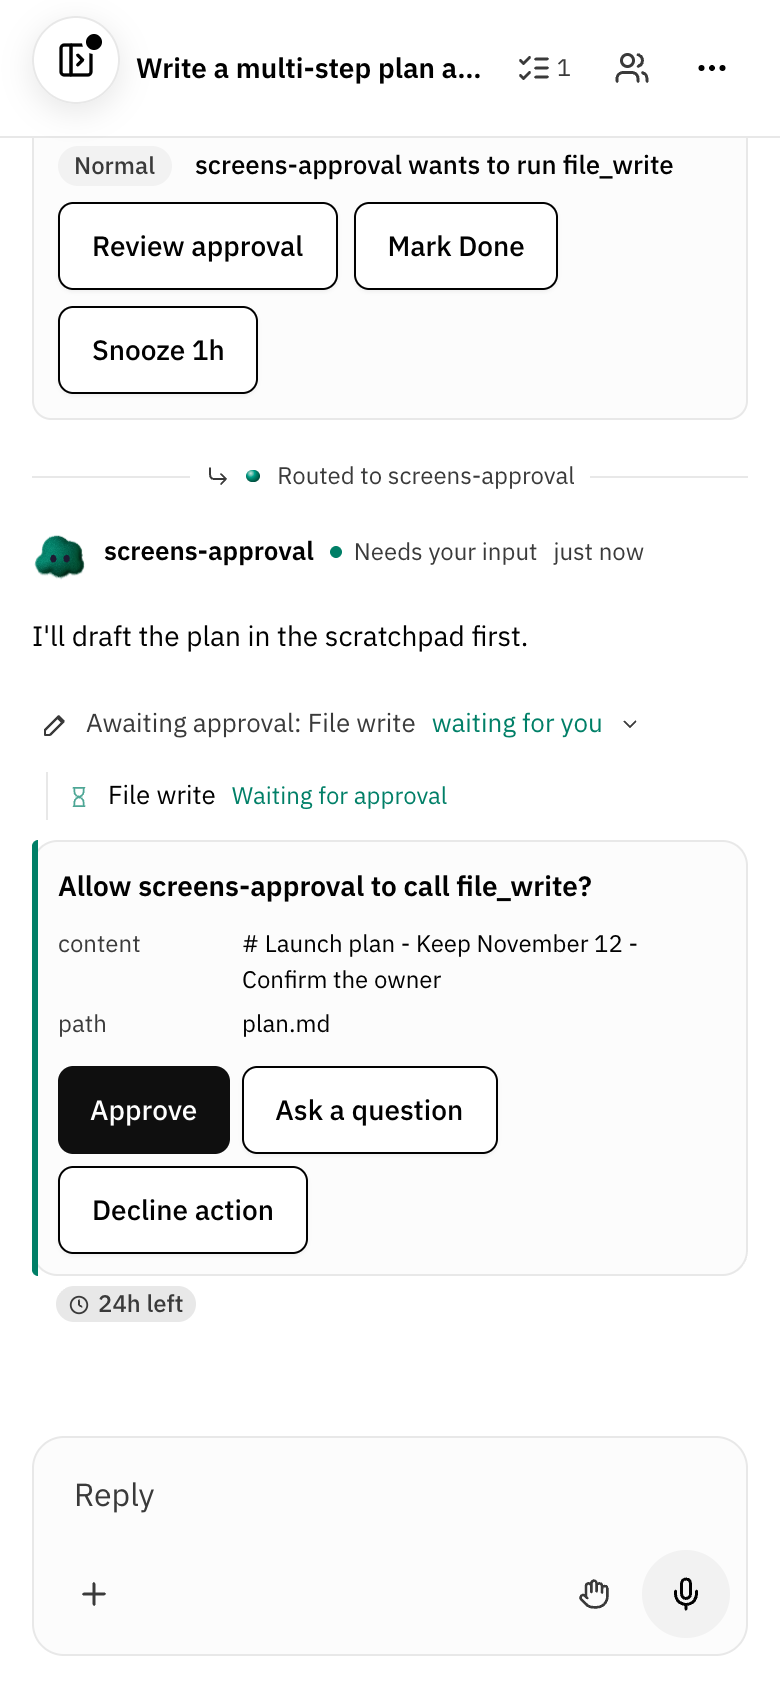 Write a multi-step plan a...
1
Normal screens-approval wants to run file_write
Review approval
Mark Done
Snooze 1h
Routed to screens-approval
screens-approval Needs your input just now
I'll draft the plan in the scratchpad first.
Awaiting approval: File write waiting for you
File write Waiting for approval
Allow screens-approval to call file_write?
content # Launch plan - Keep November 12 -
Confirm the owner
path plan.md
Approve
Ask a question
Decline action
24h left
Reply